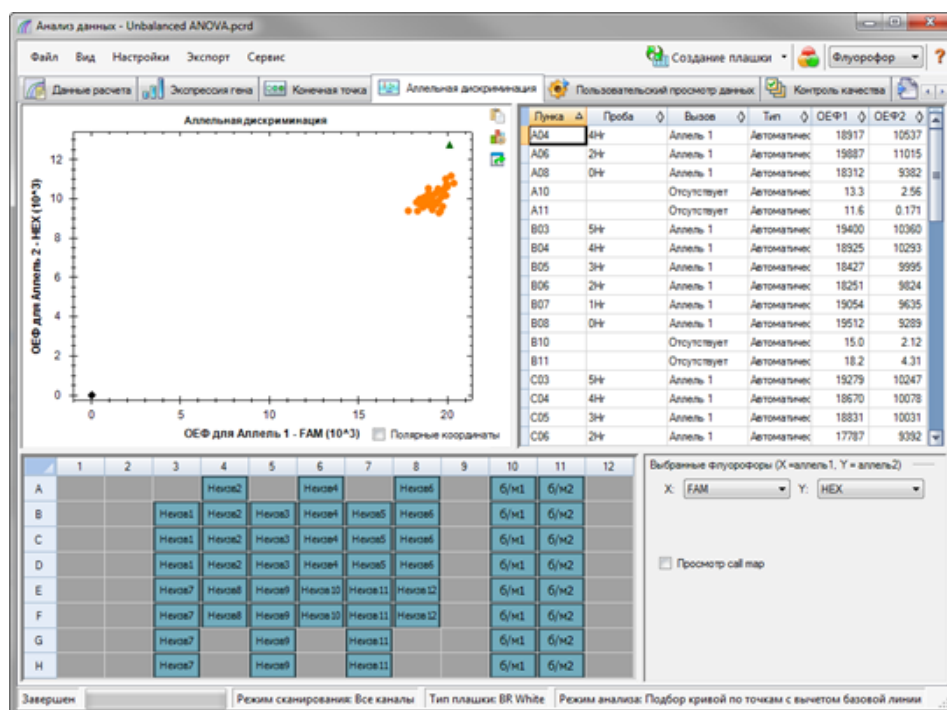 Анализ данных - Unbalanced ANOVA.pcrd
Файл Вид Настройки Экспорт Сервис Создание плашки Флуорофор ?
Данные расчета Экспрессия гена Конечная точка Аллельная дискриминация Пользовательский просмотр данных Контроль качества
Аллельная дискриминация
ОЕФ для Аллель 2 - HEX (10^3)
12
10
8
6
4
2
0
0 5 10 15 20
ОЕФ для Аллель 1 - FAM (10^3) Полярные координаты
Лунка Проба Вызов Тип ОЕФ1 ОЕФ2
A04 4Hr Аллель 1 Автоматичес 18917 10537
A06 2Hr Аллель 1 Автоматичес 19887 11015
A08 0Hr Аллель 1 Автоматичес 18312 9382
A10 Отсутствует Автоматичес 13.3 2.56
A11 Отсутствует Автоматичес 11.6 0.171
B03 5Hr Аллель 1 Автоматичес 19400 10360
B04 4Hr Аллель 1 Автоматичес 18925 10293
B05 3Hr Аллель 1 Автоматичес 18427 9995
B06 2Hr Аллель 1 Автоматичес 18251 9824
B07 1Hr Аллель 1 Автоматичес 19054 9635
B08 0Hr Аллель 1 Автоматичес 19512 9289
B10 Отсутствует Автоматичес 15.0 2.12
B11 Отсутствует Автоматичес 18.2 4.31
C03 5Hr Аллель 1 Автоматичес 19279 10247
C04 4Hr Аллель 1 Автоматичес 18670 10078
C05 3Hr Аллель 1 Автоматичес 18831 10031
C06 2Hr Аллель 1 Автоматичес 17787 9392
1 2 3 4 5 6 7 8 9 10 11 12
A Неизв2 Неизв4 Неизв6 б/м1 б/м2
B Неизв1 Неизв2 Неизв3 Неизв4 Неизв5 Неизв6 б/м1 б/м2
C Неизв1 Неизв2 Неизв3 Неизв4 Неизв5 Неизв6 б/м1 б/м2
D Неизв1 Неизв2 Неизв3 Неизв4 Неизв5 Неизв6 б/м1 б/м2
E Неизв7 Неизв8 Неизв9 Неизв10 Неизв11 Неизв12 б/м1 б/м2
F Неизв7 Неизв8 Неизв9 Неизв10 Неизв11 Неизв12 б/м1 б/м2
G Неизв7 Неизв9 Неизв11 б/м1 б/м2
H Неизв7 Неизв9 Неизв11 б/м1 б/м2
Выбранные флуорофоры (X =аллель1, Y = аллель2)
X: FAM Y: HEX
Просмотр call map
Завершен Режим сканирования: Все каналы Тип плашки: BR White Режим анализа: Подбор кривой по точкам с вычетом базовой линии